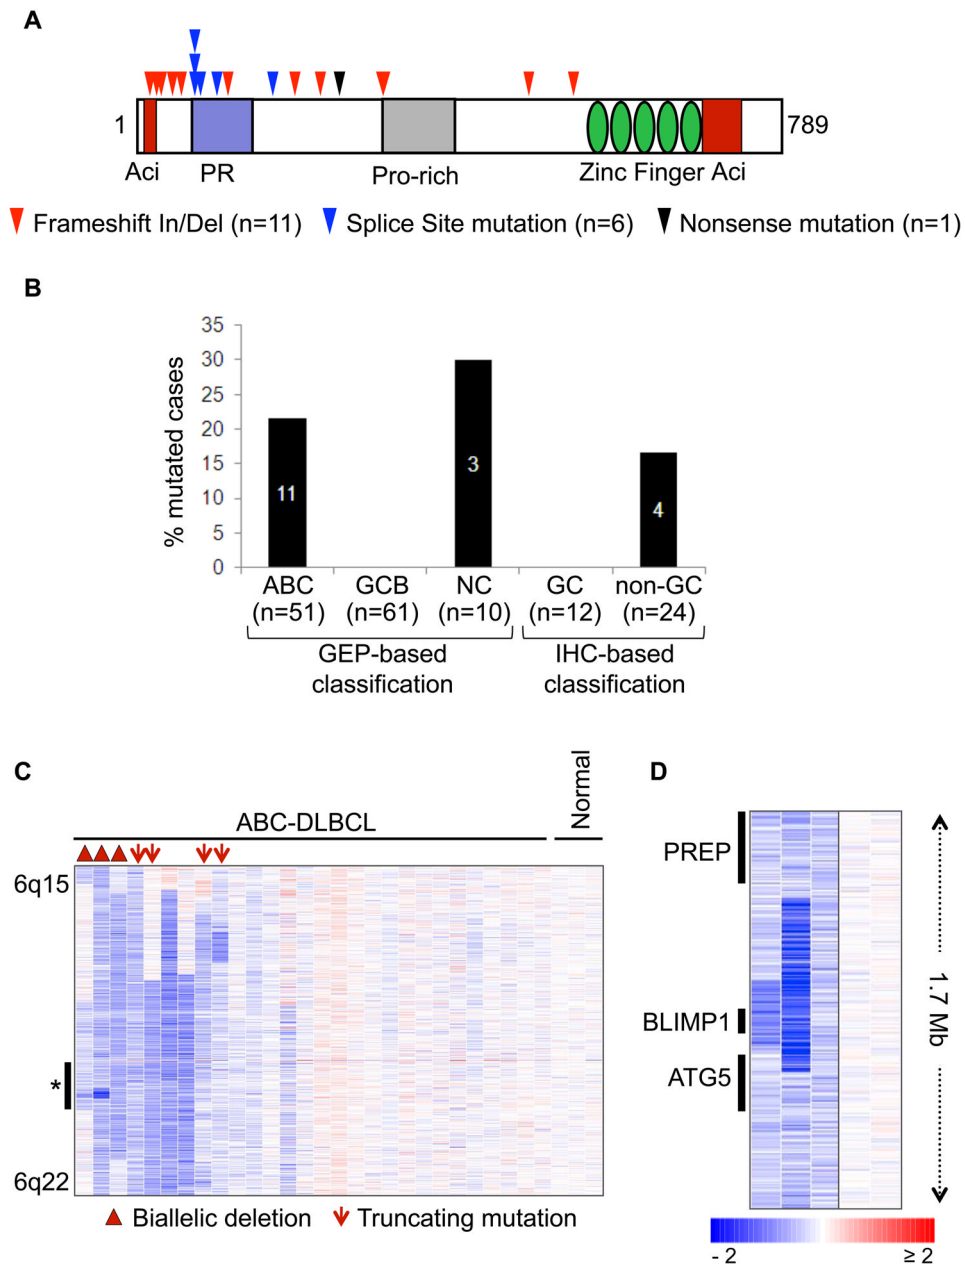 A
1
789
Aci
PR
Pro-rich
Zinc Finger Aci
Frameshift In/Del (n=11)
Splice Site mutation (n=6)
Nonsense mutation (n=1)
B
% mutated cases
35
30
25
20
15
10
5
0
11
3
4
ABC
(n=51)
GCB
(n=61)
NC
(n=10)
GC
(n=12)
non-GC
(n=24)
GEP-based
classification
IHC-based
classification
C
ABC-DLBCL
Normal
6q15
*
6q22
Biallelic deletion
Truncating mutation
D
PREP
BLIMP1
ATG5
1.7 Mb
- 2
≥ 2